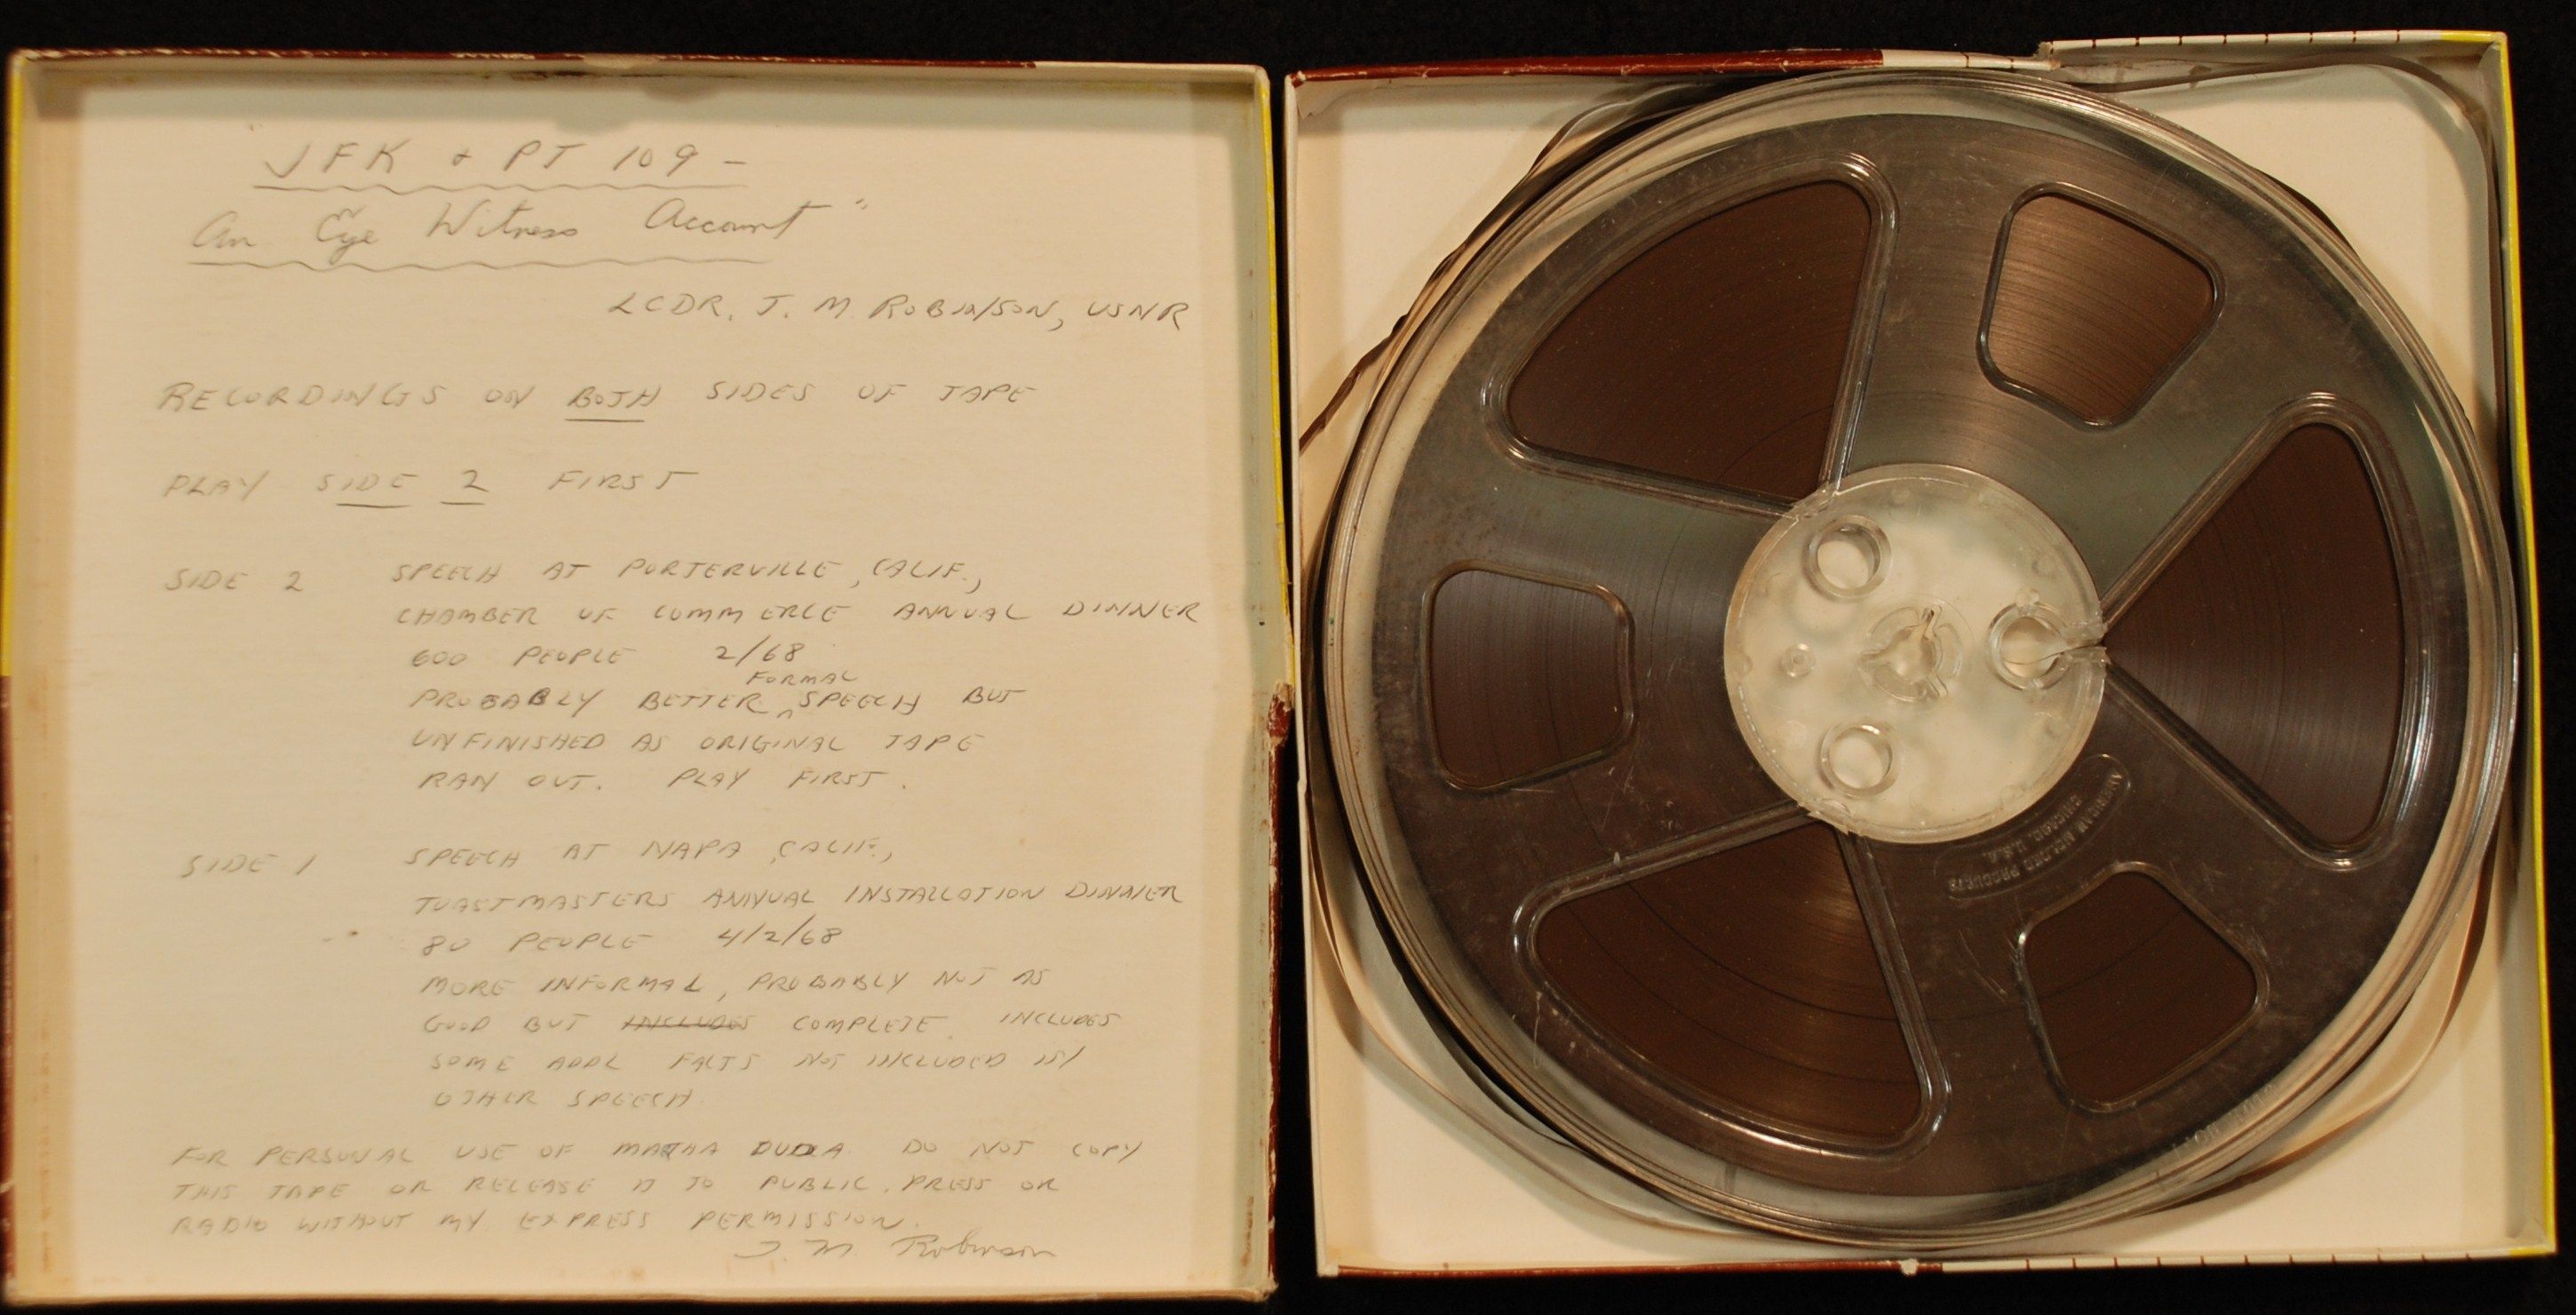 JFK & PT 109 -
An Eye Witness Account"
LCDR. J. M ROBINSON, USNR
RECORDINGS ON BOTH SIDES OF TAPE
PLAY SIDE 2 FIRST
SIDE 2 SPEECH AT PORTERVILLE, CALIF.,
CHAMBER OF COMMERCE ANNUAL DINNER
600 PEOPLE 2/68
FORMAL
PROBABLY BETTER ^ SPEECH BUT
UNFINISHED AS ORIGINAL TAPE
RAN OUT. PLAY FIRST.
SIDE 1 SPEECH AT NAPA, CALIF.,
TOASTMASTERS ANNUAL INSTALLATION DINNER
80 PEOPLE 4/2/68
MORE INFORMAL, PROBABLY NOT AS
GOOD BUT INCLUDES COMPLETE. INCLUDES
SOME ADDL FACTS NOT INCLUDED IN
OTHER SPEECH.
FOR PERSONAL USE OF DUDA. DO NOT COPY
THIS TAPE OR RELEASE IT TO PUBLIC, PRESS OR
RADIO WITHOUT MY EXPRESS PERMISSION.
J. M. Robinson
AMERICAN MOLDED PRODUCTS
CHICAGO, U.S.A.